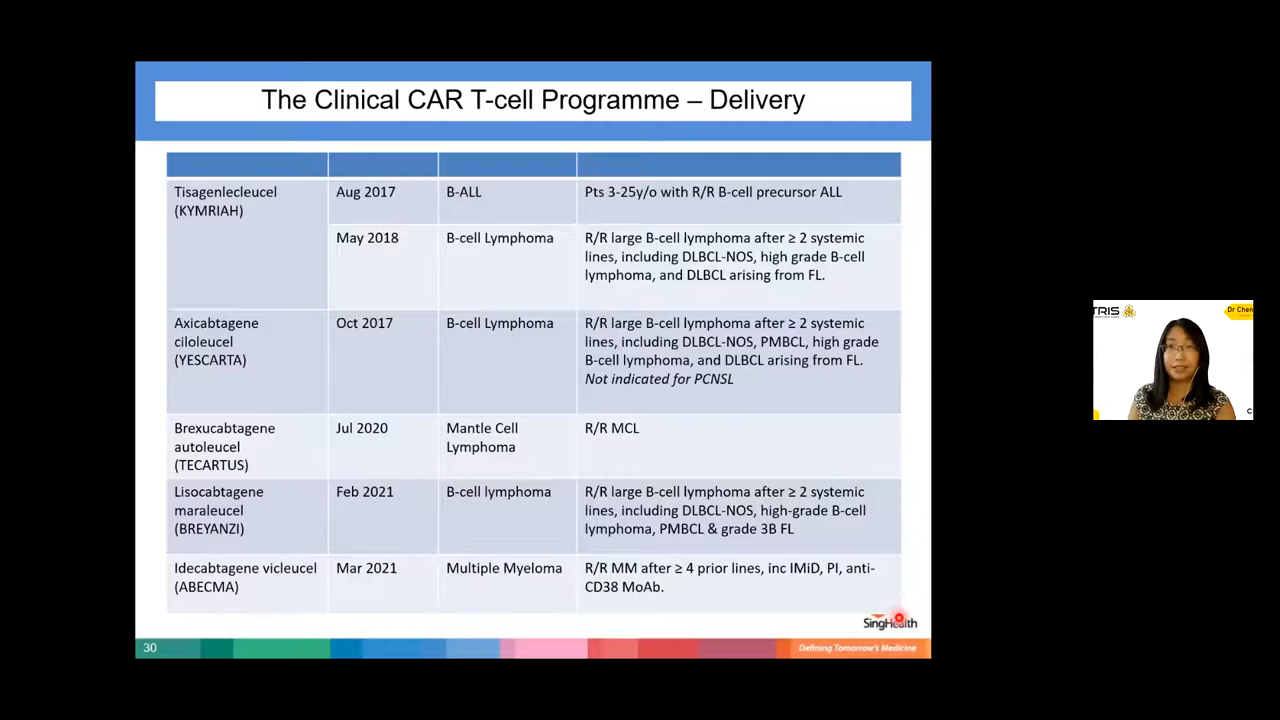 The Clinical CAR T-cell Programme – Delivery
Tisagenlecleucel
(KYMRIAH)
Aug 2017
B-ALL
Pts 3-25y/o with R/R B-cell precursor ALL
May 2018
B-cell Lymphoma
R/R large B-cell lymphoma after ≥ 2 systemic
lines, including DLBCL-NOS, high grade B-cell
lymphoma, and DLBCL arising from FL.
Axicabtagene
ciloleucel
(YESCARTA)
Oct 2017
B-cell Lymphoma
R/R large B-cell lymphoma after ≥ 2 systemic
lines, including DLBCL-NOS, PMBCL, high grade
B-cell lymphoma, and DLBCL arising from FL.
Not indicated for PCNSL
Brexucabtagene
autoleucel
(TECARTUS)
Jul 2020
Mantle Cell
Lymphoma
R/R MCL
Lisocabtagene
maraleucel
(BREYANZI)
Feb 2021
B-cell lymphoma
R/R large B-cell lymphoma after ≥ 2 systemic
lines, including DLBCL-NOS, high-grade B-cell
lymphoma, PMBCL & grade 3B FL
Idecabtagene vicleucel
(ABECMA)
Mar 2021
Multiple Myeloma
R/R MM after ≥ 4 prior lines, inc IMiD, PI, anti-
CD38 MoAb.
SingHealth
30
Defining Tomorrow's Medicine
TRIS
Dr Chen
C